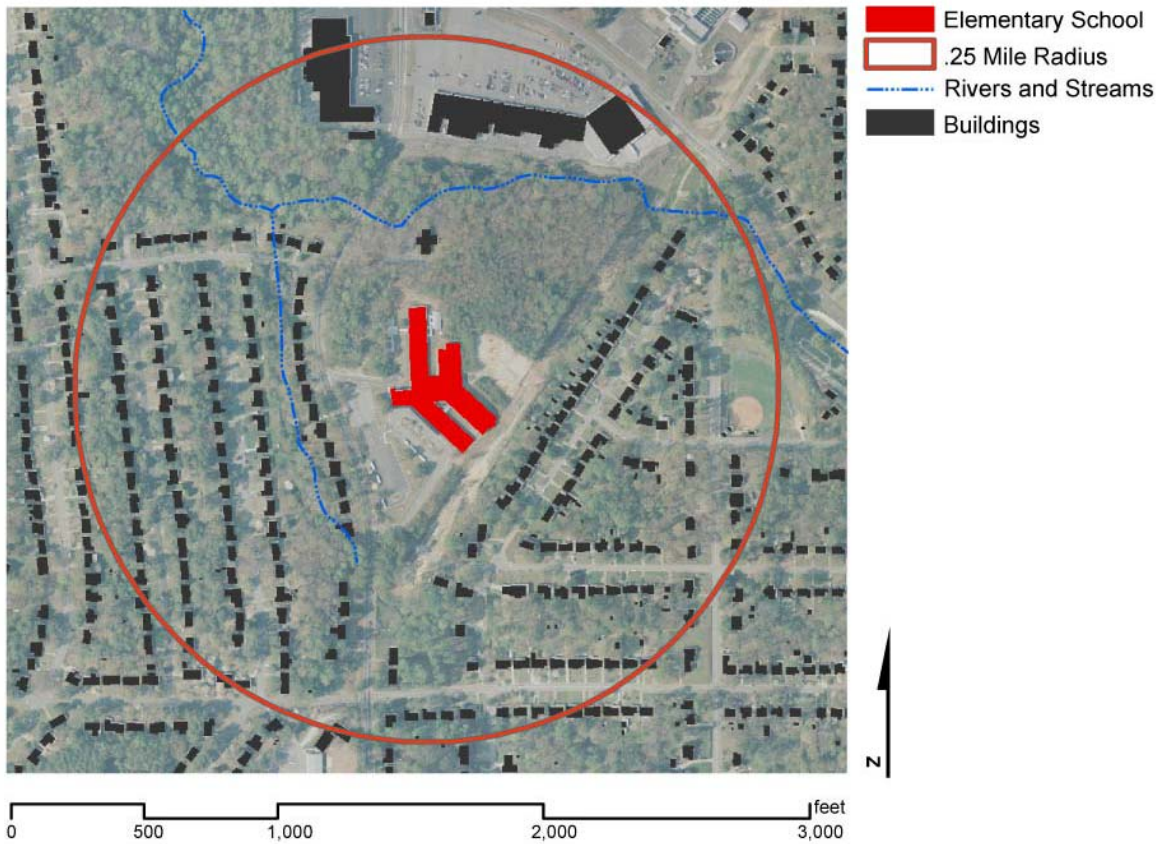 Elementary School
.25 Mile Radius
Rivers and Streams
Buildings
N
feet
0 500 1,000 2,000 3,000